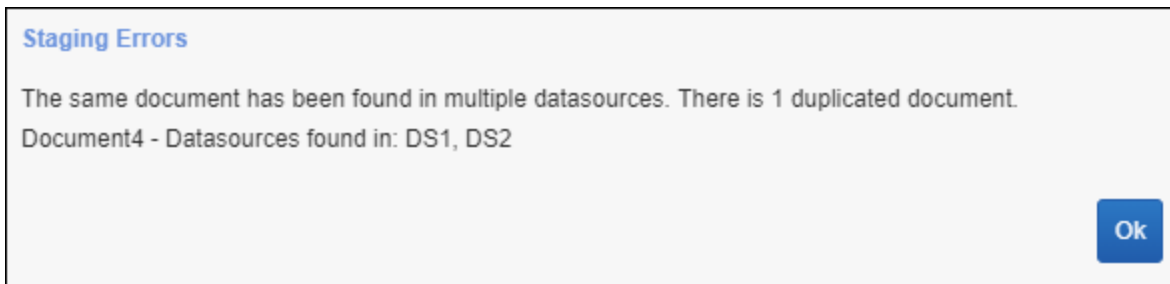 Staging Errors
The same document has been found in multiple datasources. There is 1 duplicated document.
Document4 - Datasources found in: DS1, DS2
Ok